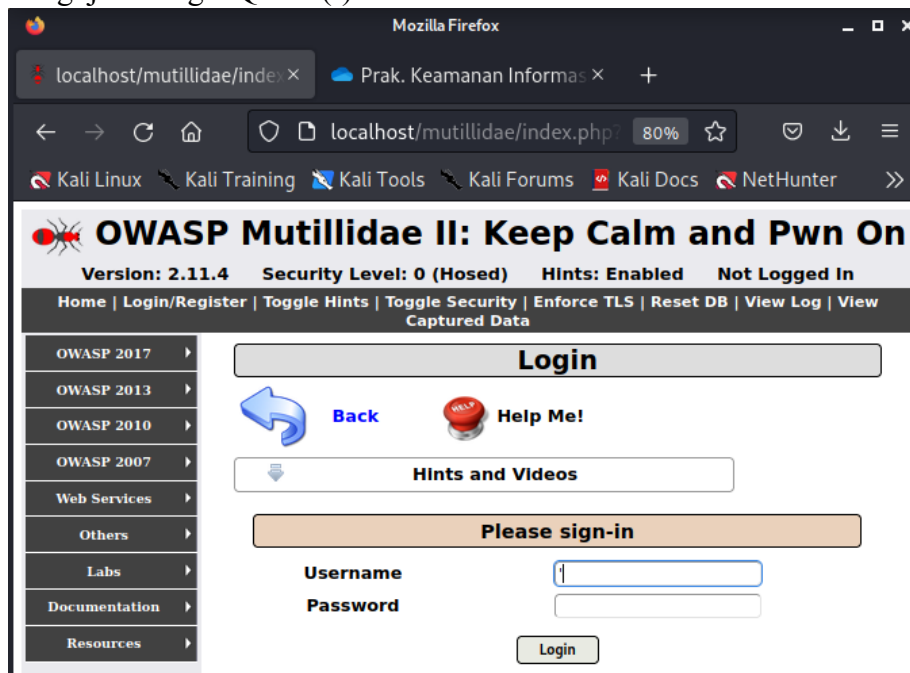 Mozilla Firefox
localhost/mutillidae/inde
Prak. Keamanan Informas
localhost/mutillidae/index.php? 80%
Kali Linux Kali Training Kali Tools Kali Forums Kali Docs NetHunter
OWASP Mutillidae II: Keep Calm and Pwn On
Version: 2.11.4 Security Level: 0 (Hosed) Hints: Enabled Not Logged In
Home | Login/Register | Toggle Hints | Toggle Security | Enforce TLS | Reset DB | View Log | View
Captured Data
OWASP 2017
OWASP 2013
OWASP 2010
OWASP 2007
Web Services
Others
Labs
Documentation
Resources
Login
Back
HELP
Help Me!
Hints and Videos
Please sign-in
Username '
Password
Login